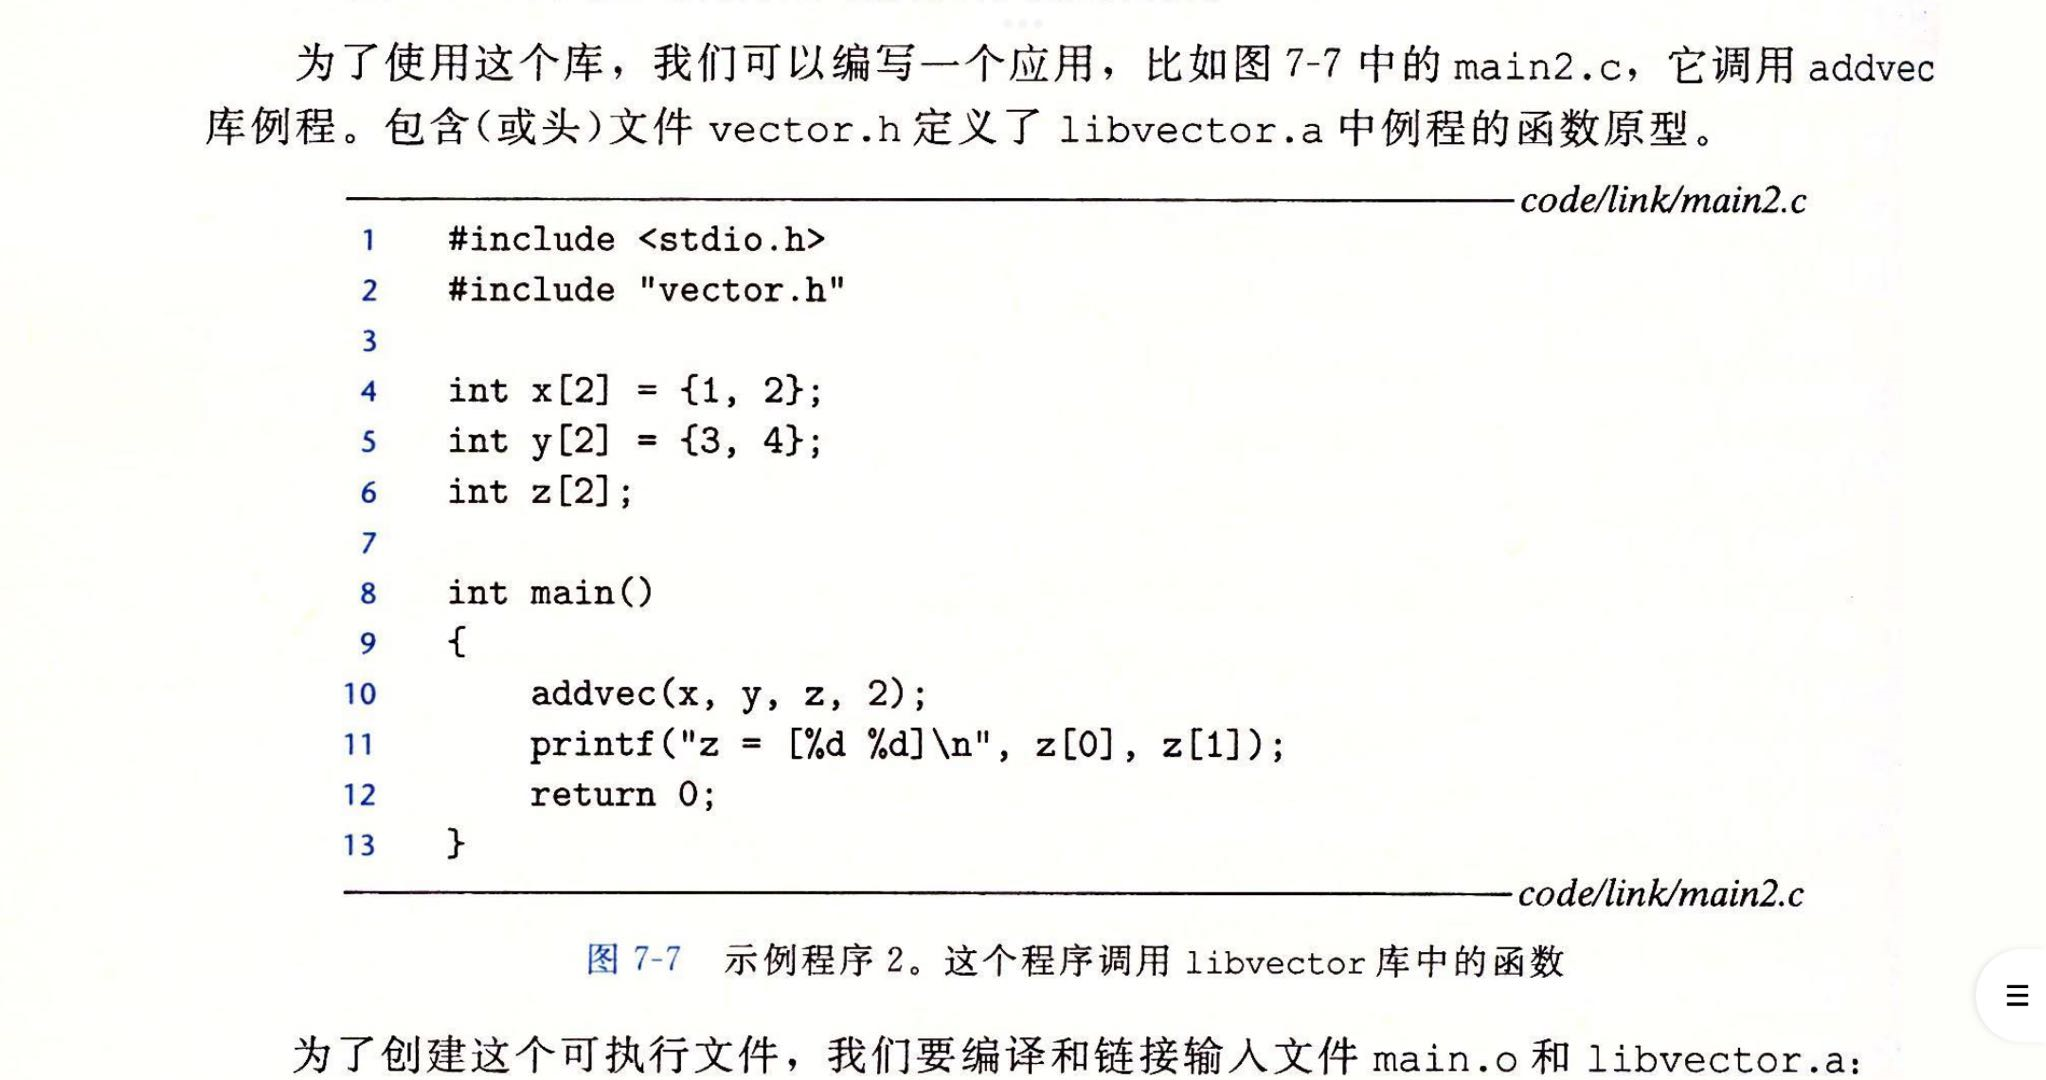 为了使用这个库，我们可以编写一个应用，比如图 7-7 中的 main2.c，它调用 addvec
库例程。包含(或头)文件 vector.h 定义了 libvector.a 中例程的函数原型。
code/link/main2.c
1 #include <stdio.h>
2 #include "vector.h"
3
4 int x[2] = {1, 2};
5 int y[2] = {3, 4};
6 int z[2];
7
8 int main()
9 {
10 addvec(x, y, z, 2);
11 printf("z = [%d %d]\n", z[0], z[1]);
12 return 0;
13 }
code/link/main2.c
图 7-7 示例程序 2。这个程序调用 libvector 库中的函数
为了创建这个可执行文件，我们要编译和链接输入文件 main.o 和 libvector.a：